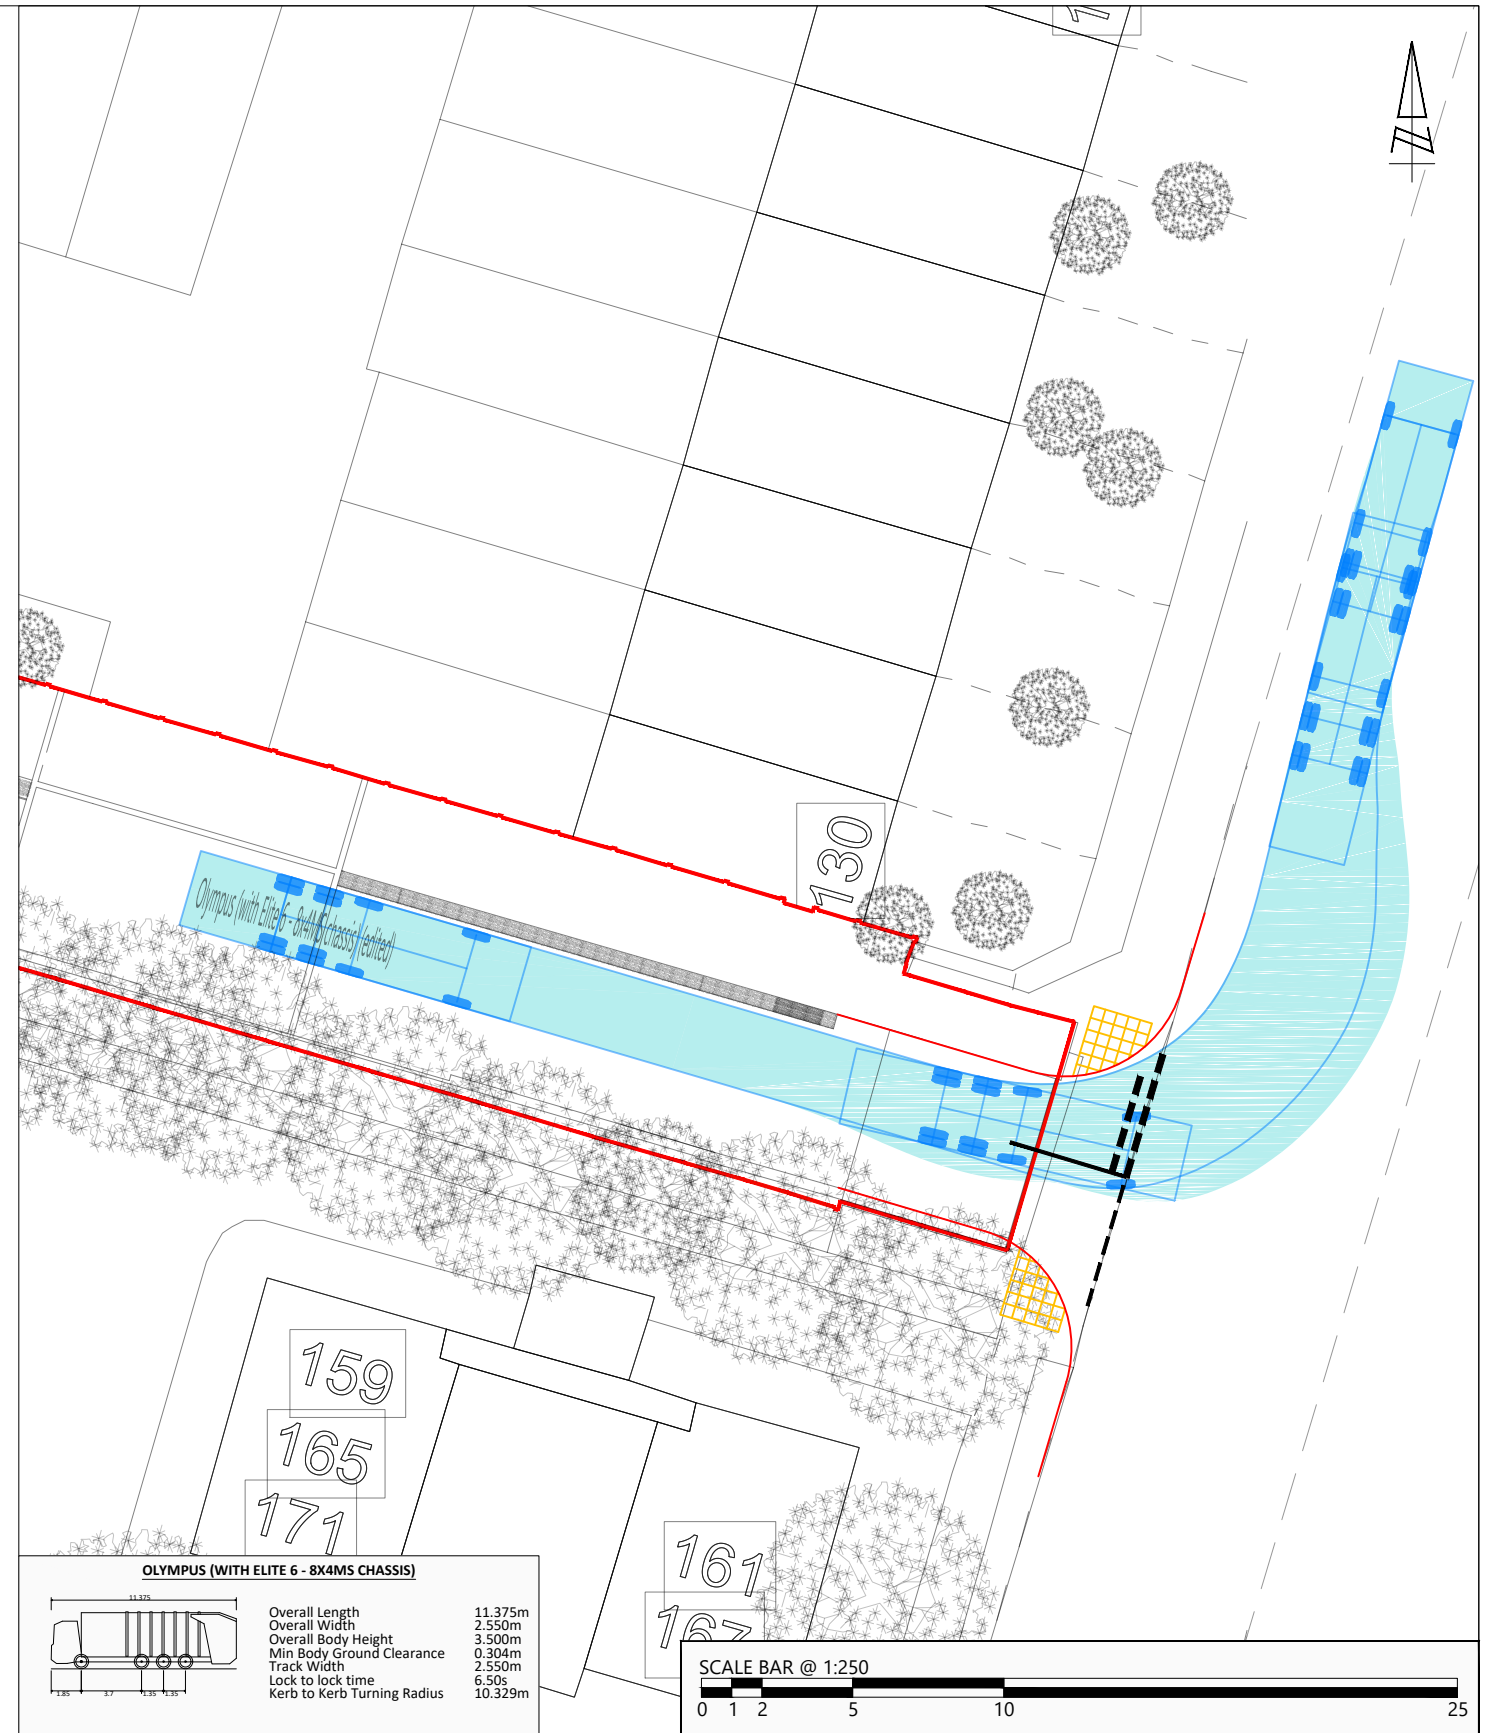 130
Olympus (with Elite 6 - 8x4MS chassis) (edited)
159
165
171
161
167
OLYMPUS (WITH ELITE 6 - 8X4MS CHASSIS)
11.375
1.85 3.7 1.35 1.35
Overall Length 11.375m
Overall Width 2.550m
Overall Body Height 3.500m
Min Body Ground Clearance 0.304m
Track Width 2.550m
Lock to lock time 6.50s
Kerb to Kerb Turning Radius 10.329m
SCALE BAR @ 1:250
0 1 2 5 10 25